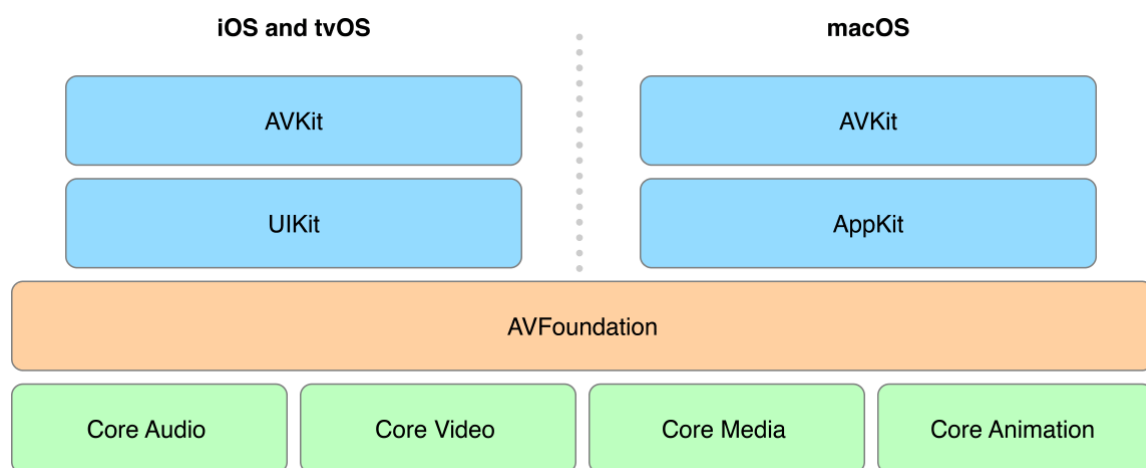 iOS and tvOS
macOS
AVKit
AVKit
UIKit
AppKit
AVFoundation
Core Audio
Core Video
Core Media
Core Animation